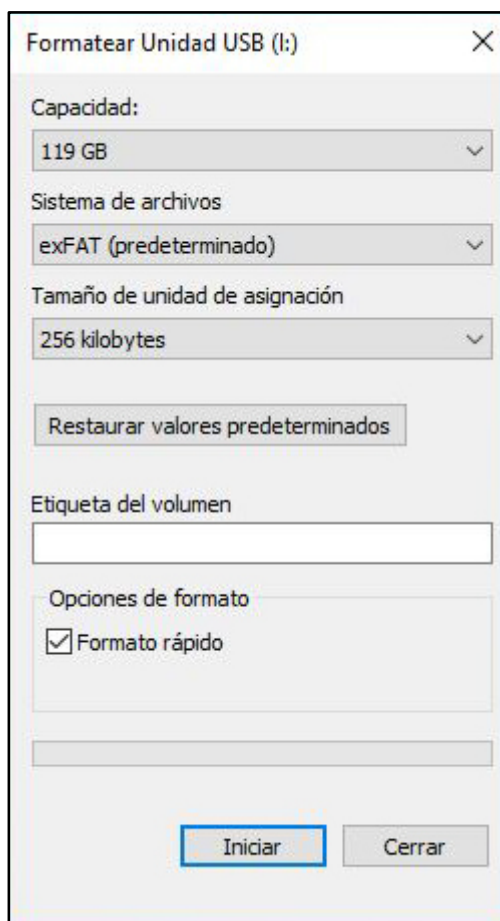 Formatear Unidad USB (I:)
Capacidad:
119 GB
Sistema de archivos
exFAT (predeterminado)
Tamaño de unidad de asignación
256 kilobytes
Restaurar valores predeterminados
Etiqueta del volumen
Opciones de formato
Formato rápido
Iniciar
Cerrar